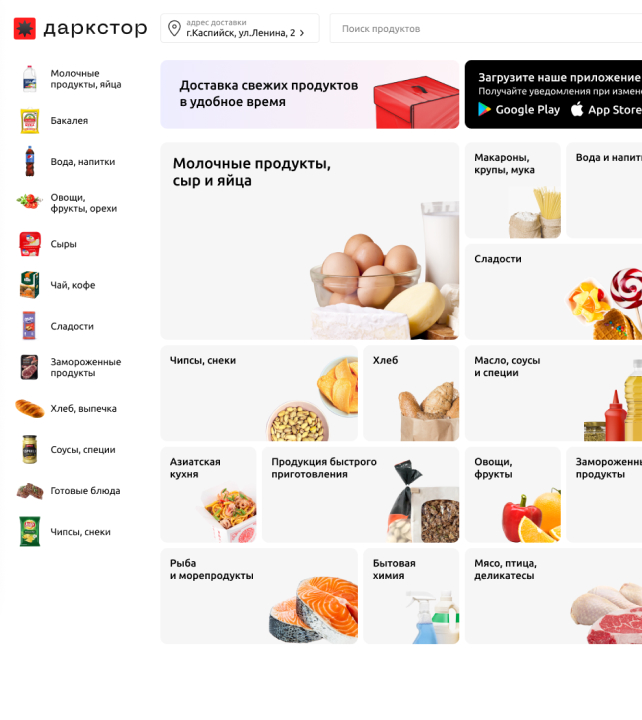 даркстор
адрес доставки
г.Каспийск, ул.Ленина, 2
Поиск продуктов
Молочные
продукты, яйца
Бакалея
Вода, напитки
Овощи,
фрукты, орехи
Сыры
Чай, кофе
Сладости
Замороженные
продукты
Хлеб, выпечка
Соусы, специи
Готовые блюда
Чипсы, снеки
Доставка свежих продуктов
в удобное время
Загрузите наше приложение
Получайте уведомления при измен
Google Play
App Store
Молочные продукты,
сыр и яйца
Макароны,
крупы, мука
Вода и напит
Сладости
Чипсы, снеки
Хлеб
Масло, соусы
и специи
Азиатская
кухня
Продукция быстрого
приготовления
Овощи,
фрукты
Замороженн
продукты
Рыба
и морепродукты
Бытовая
химия
Мясо, птица,
деликатесы